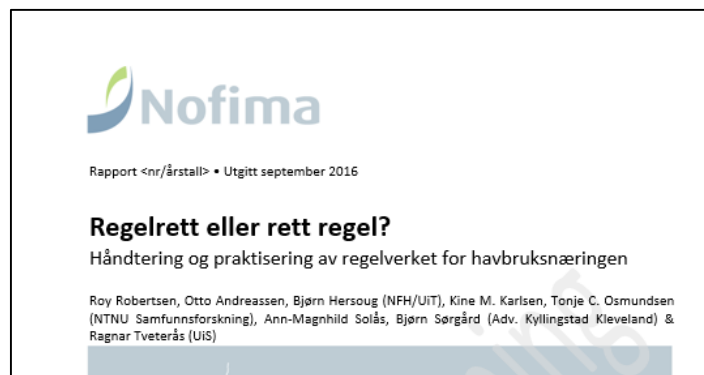 Nofima
Rapport <nr/årstall> • Utgitt september 2016
Regelrett eller rett regel?
Håndtering og praktisering av regelverket for havbruksnæringen
Roy Robertsen, Otto Andreassen, Bjørn Hersoug (NFH/UiT), Kine M. Karlsen, Tonje C. Osmundsen
(NTNU Samfunnsforskning), Ann-Magnhild Solås, Bjørn Sørgård (Adv. Kyllingstad Kleveland) &
Ragnar Tveterås (UiS)